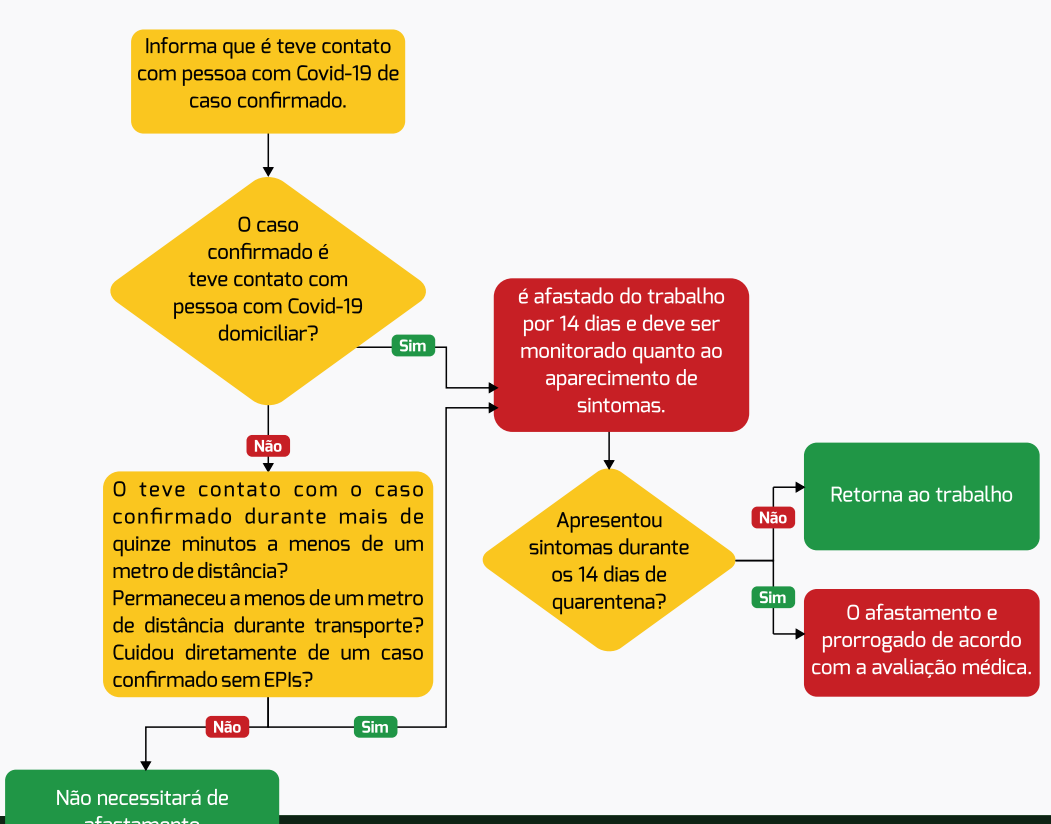 Informa que é teve contato
com pessoa com Covid-19 de
caso confirmado.
O caso
confirmado é
teve contato com
pessoa com Covid-19
domiciliar?
Sim
Não
é afastado do trabalho
por 14 dias e deve ser
monitorado quanto ao
aparecimento de
sintomas.
O teve contato com o caso
confirmado durante mais de
quinze minutos a menos de um
metro de distância?
Permaneceu a menos de um metro
de distância durante transporte?
Cuidou diretamente de um caso
confirmado sem EPIs?
Apresentou
sintomas durante
os 14 dias de
quarentena?
Não
Retorna ao trabalho
Sim
O afastamento e
prorrogado de acordo
com a avaliação médica.
Não
Sim
Não necessitará de
afastamento